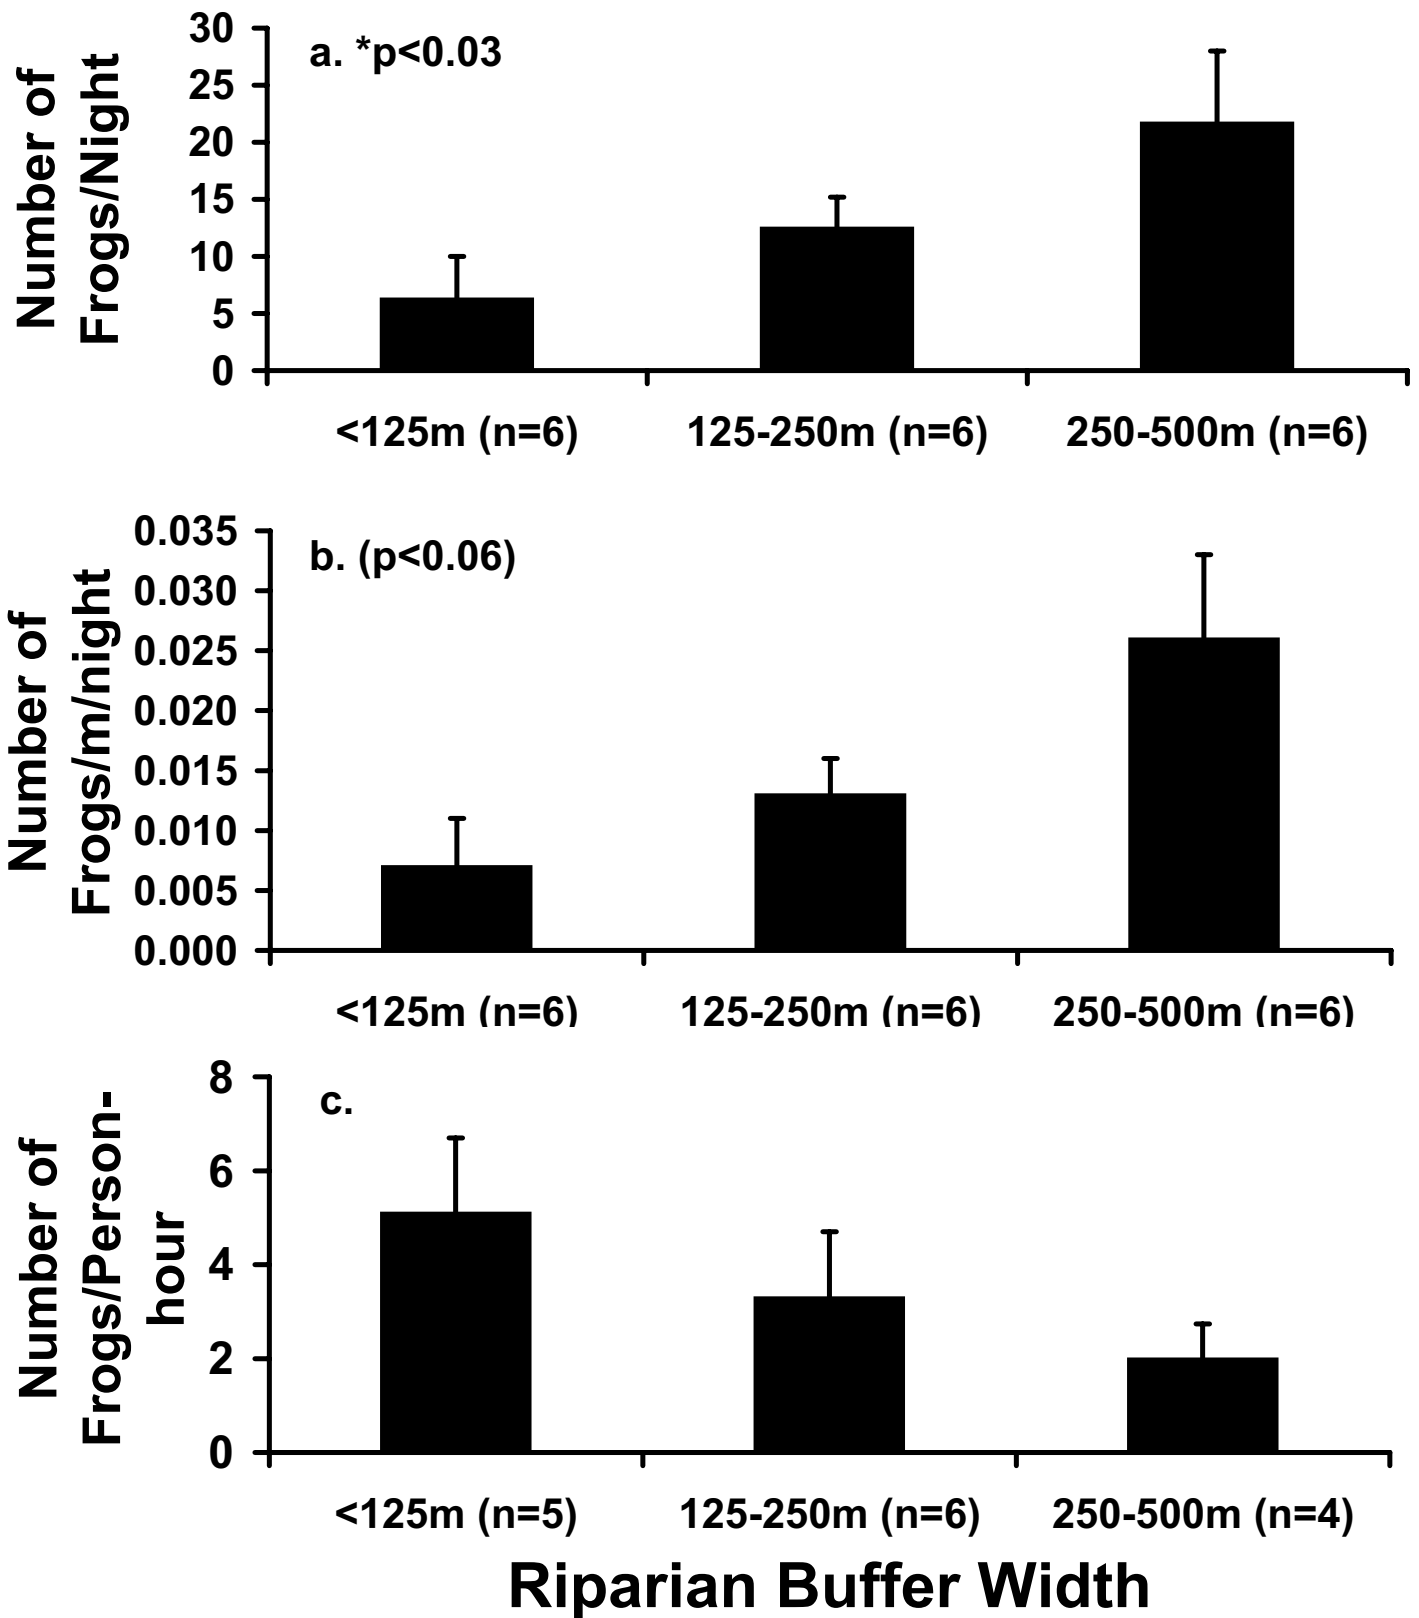 a. *p<0.03
Number of
Frogs/Night
30
25
20
15
10
5
0
<125m (n=6)
125-250m (n=6)
250-500m (n=6)
b. (p<0.06)
Number of
Frogs/m/night
0.035
0.030
0.025
0.020
0.015
0.010
0.005
0.000
<125m (n=6)
125-250m (n=6)
250-500m (n=6)
c.
Number of
Frogs/Person-
hour
8
6
4
2
0
<125m (n=5)
125-250m (n=6)
250-500m (n=4)
Riparian Buffer Width